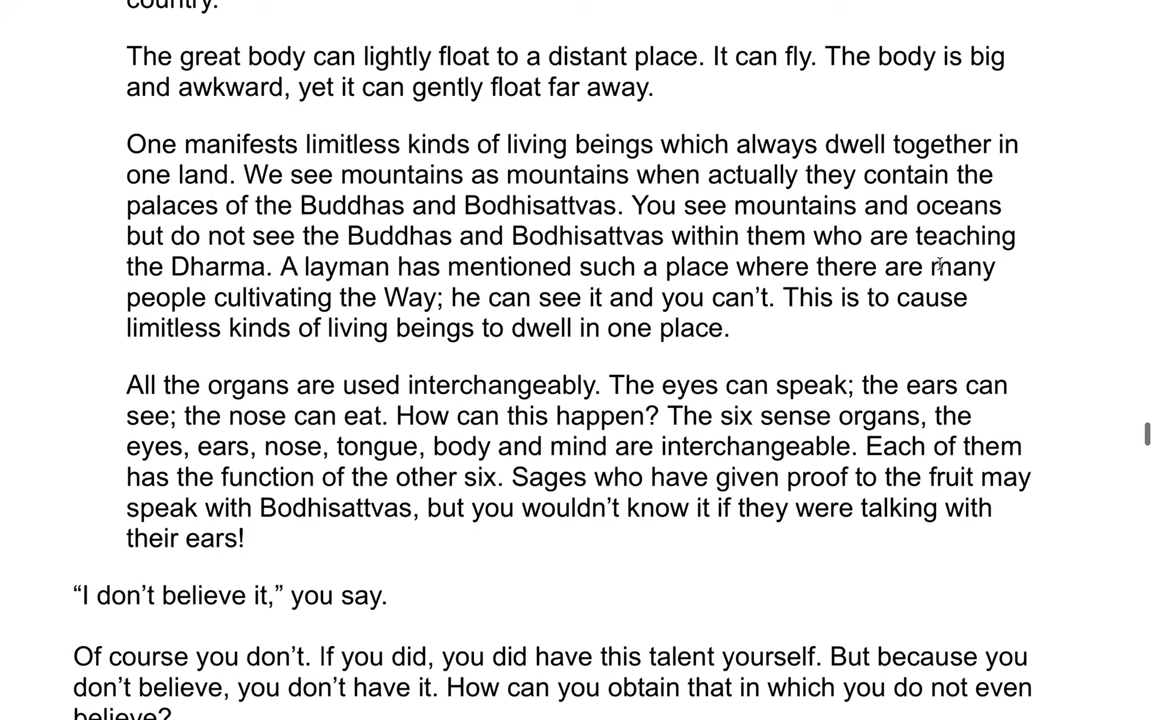 country.
The great body can lightly float to a distant place. It can fly. The body is big
and awkward, yet it can gently float far away.
One manifests limitless kinds of living beings which always dwell together in
one land. We see mountains as mountains when actually they contain the
palaces of the Buddhas and Bodhisattvas. You see mountains and oceans
but do not see the Buddhas and Bodhisattvas within them who are teaching
the Dharma. A layman has mentioned such a place where there are many
people cultivating the Way; he can see it and you can’t. This is to cause
limitless kinds of living beings to dwell in one place.
All the organs are used interchangeably. The eyes can speak; the ears can
see; the nose can eat. How can this happen? The six sense organs, the
eyes, ears, nose, tongue, body and mind are interchangeable. Each of them
has the function of the other six. Sages who have given proof to the fruit may
speak with Bodhisattvas, but you wouldn’t know it if they were talking with
their ears!
“I don’t believe it,” you say.
Of course you don’t. If you did, you did have this talent yourself. But because you
don’t believe, you don’t have it. How can you obtain that in which you do not even
believe?